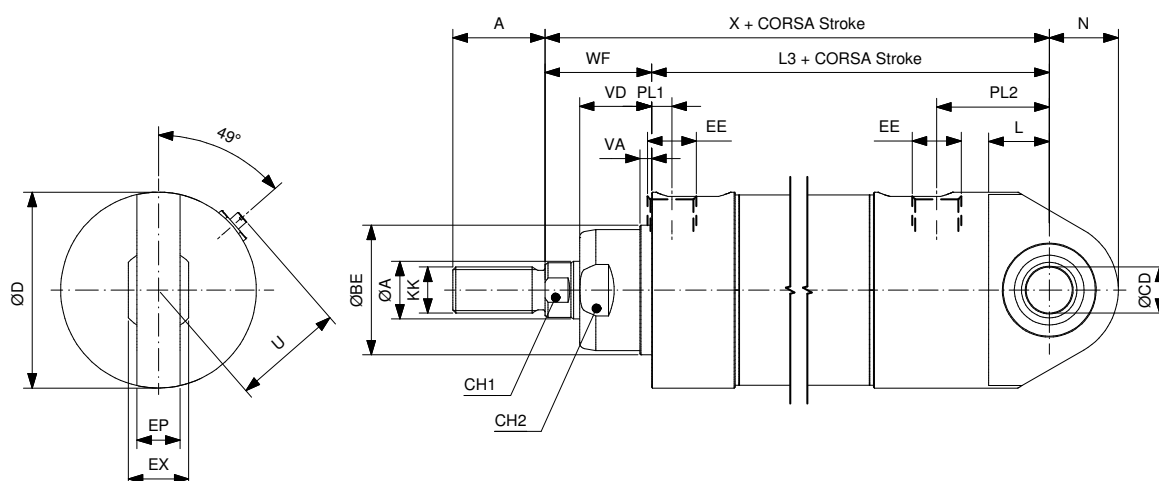 A
X + CORSA Stroke
N
WF
L3 + CORSA Stroke
VD
PL1
PL2
EE
EE
L
VA
49°
ØD
ØBE
ØA
KK
ØCD
U
CH1
CH2
EP
EX